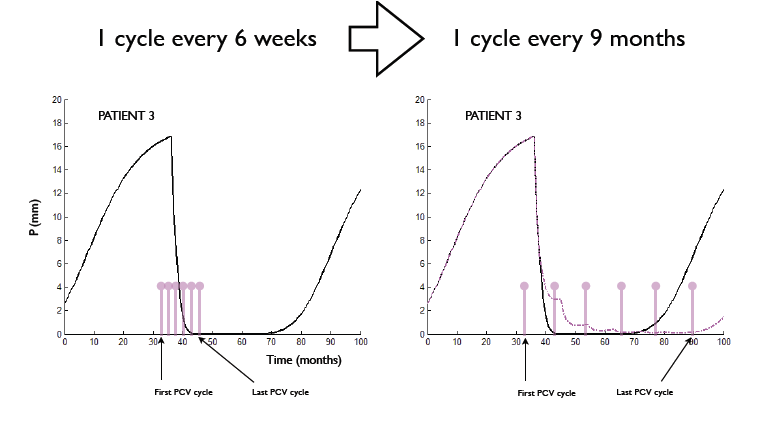 1 cycle every 6 weeks
1 cycle every 9 months
PATIENT 3
PATIENT 3
P (mm)
20
18
16
14
12
10
8
6
4
2
0
0 10 20 30 40 50 60 70 80 90 100
Time (months)
First PCV cycle
Last PCV cycle
20
18
16
14
12
10
8
6
4
2
0
0 10 20 30 40 50 60 70 80 90 100
First PCV cycle
Last PCV cycle